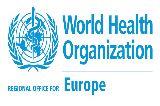 World Health
Organization
REGIONAL OFFICE FOR Europe